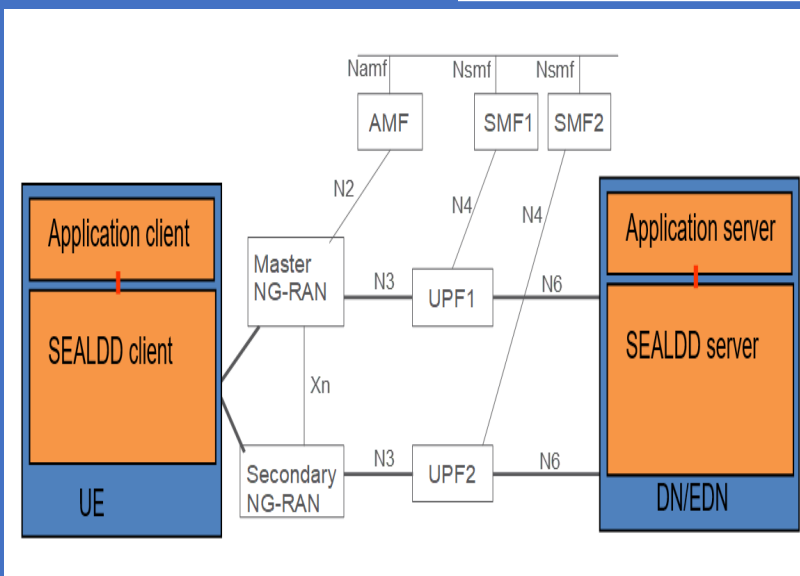 Namf
Nsmf
Nsmf
AMF
SMF1
SMF2
N2
N4
N4
Application client
SEALDD client
UE
Master
NG-RAN
N3
UPF1
N6
Xn
Secondary
NG-RAN
N3
UPF2
N6
Application server
SEALDD server
DN/EDN